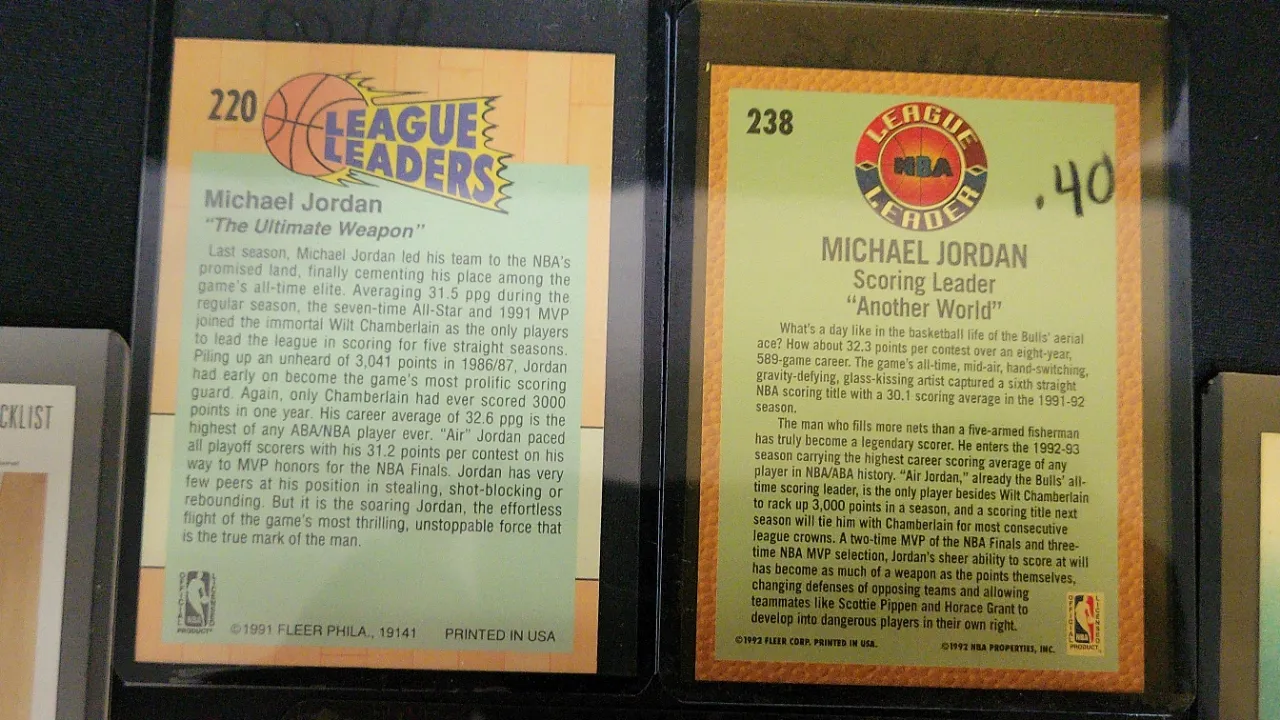 CKLIST
220
LEAGUE
LEADERS
Michael Jordan
“The Ultimate Weapon”
Last season, Michael Jordan led his team to the NBA's
promised land, finally cementing his place among the
game's all-time elite. Averaging 31.5 ppg during the
regular season, the seven-time All-Star and 1991 MVP
joined the immortal Wilt Chamberlain as the only players
to lead the league in scoring for five straight seasons.
Piling up an unheard of 3,041 points in 1986/87, Jordan
had early on become the game's most prolific scoring
guard. Again, only Chamberlain had ever scored 3000
points in one year. His career average of 32.6 ppg is the
highest of any ABA/NBA player ever. “Air” Jordan paced
all playoff scorers with his 31.2 points per contest on his
way to MVP honors for the NBA Finals. Jordan has very
few peers at his position in stealing, shot-blocking or
rebounding. But it is the soaring Jordan, the effortless
flight of the game's most thrilling, unstoppable force that
is the true mark of the man.
OFFICIAL
NBA
LICENSED
PRODUCT
©1991 FLEER PHILA., 19141 PRINTED IN USA
238
LEAGUE
NBA
LEADER
.40
MICHAEL JORDAN
Scoring Leader
“Another World”
What's a day like in the basketball life of the Bulls' aerial
ace? How about 32.3 points per contest over an eight-year,
589-game career. The game's all-time, mid-air, hand-switching,
gravity-defying, glass-kissing artist captured a sixth straight
NBA scoring title with a 30.1 scoring average in the 1991-92
season.
The man who fills more nets than a five-armed fisherman
has truly become a legendary scorer. He enters the 1992-93
season carrying the highest career scoring average of any
player in NBA/ABA history. “Air Jordan,” already the Bulls' all-
time scoring leader, is the only player besides Wilt Chamberlain
to rack up 3,000 points in a season, and a scoring title next
season will tie him with Chamberlain for most consecutive
league crowns. A two-time MVP of the NBA Finals and three-
time NBA MVP selection, Jordan's sheer ability to score at will
has become as much of a weapon as the points themselves,
changing defenses of opposing teams and allowing
teammates like Scottie Pippen and Horace Grant to
develop into dangerous players in their own right.
©1992 FLEER CORP. PRINTED IN USA. ©1992 NBA PROPERTIES, INC.
OFFICIAL
NBA
LICENSED
PRODUCT